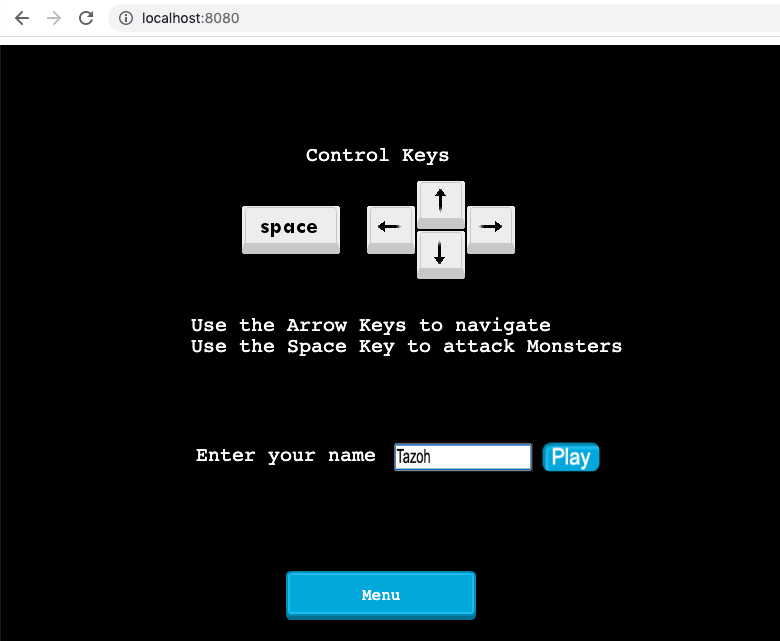 localhost:8080
Control Keys
space
↑
← →
↓
Use the Arrow Keys to navigate
Use the Space Key to attack Monsters
Enter your name Tazoh Play
Menu